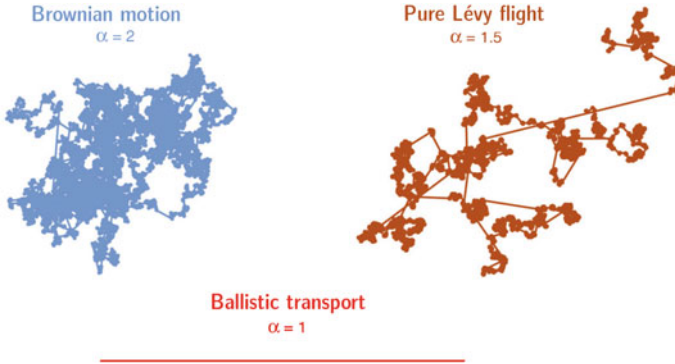 Brownian motion
α = 2
Pure Lévy flight
α = 1.5
Ballistic transport
α = 1